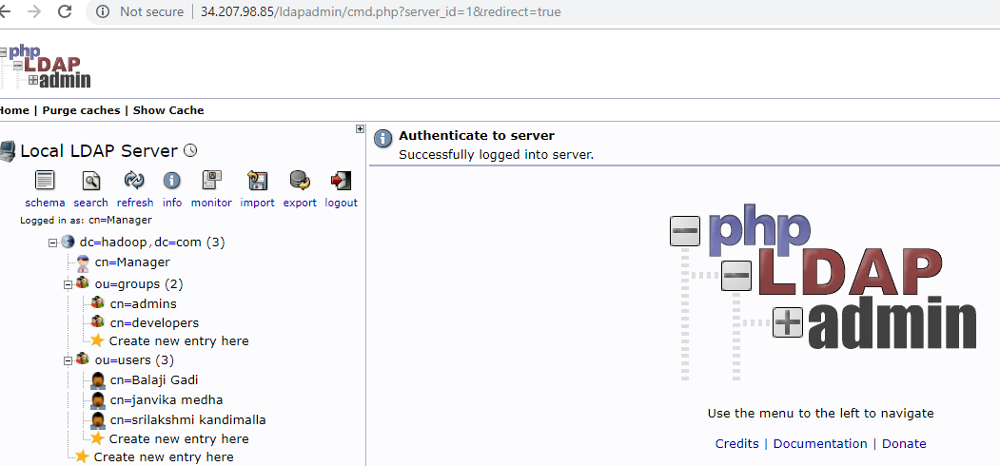 Not secure | 34.207.98.85/ldapadmin/cmd.php?server_id=1&redirect=true
php
LDAP
admin
Home | Purge caches | Show Cache
Local LDAP Server
schema search refresh info monitor import export logout
Logged in as: cn=Manager
dc=hadoop,dc=com (3)
cn=Manager
ou=groups (2)
cn=admins
cn=developers
Create new entry here
ou=users (3)
cn=Balaji Gadi
cn=janvika medha
cn=srilakshmi kandimalla
Create new entry here
Create new entry here
Authenticate to server
Successfully logged into server.
php
LDAP
admin
Use the menu to the left to navigate
Credits | Documentation | Donate